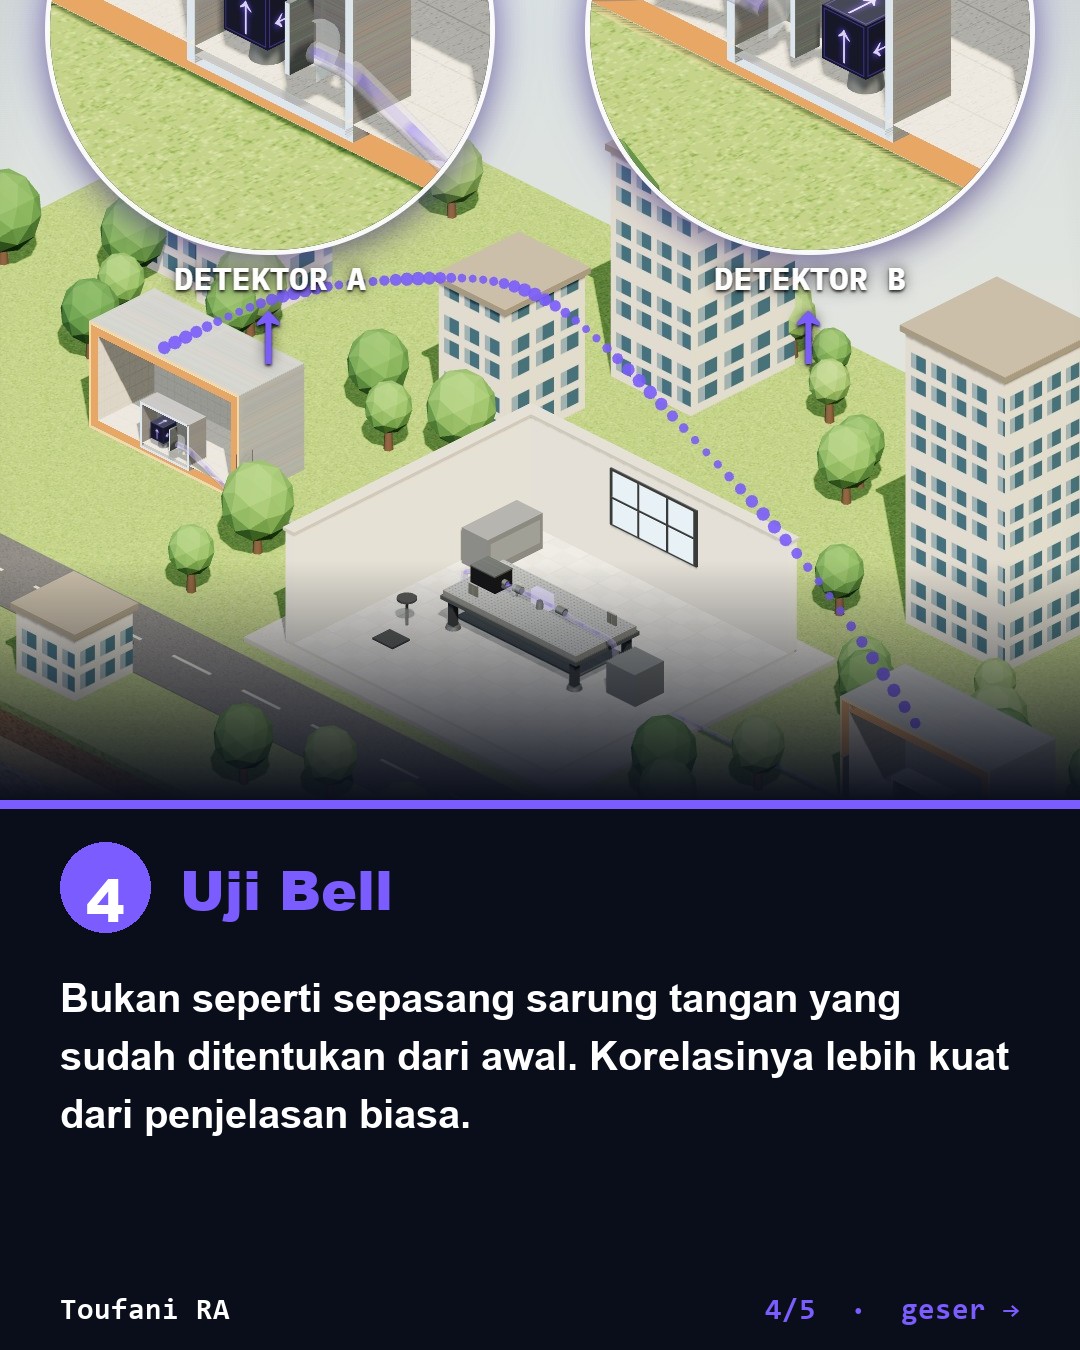 DETEKTOR A
DETEKTOR B
4 Uji Bell
Bukan seperti sepasang sarung tangan yang
sudah ditentukan dari awal. Korelasinya lebih kuat
dari penjelasan biasa.
Toufani RA
4/5 · geser →